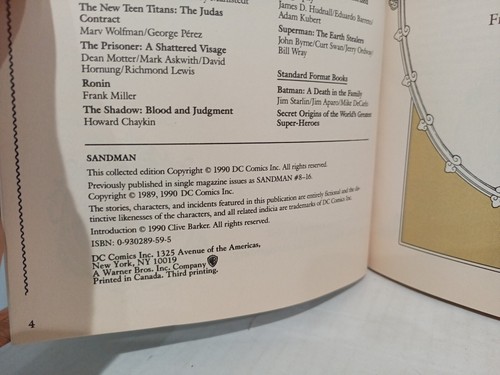 The New Teen Titans: The Judas
Contract
Marv Wolfman/George Pérez
The Prisoner: A Shattered Visage
Dean Motter/Mark Askwith/David
Hornung/Richmond Lewis
Ronin
Frank Miller
The Shadow: Blood and Judgment
Howard Chaykin
James D. Hudnall/Eduardo Barreto/
Adam Kubert
Superman: The Earth Stealers
John Byrne/Curt Swan/Jerry Ordway/
Bill Wray
Standard Format Books
Batman: A Death in the Family
Jim Starlin/Jim Aparo/Mike DeCarlo
Secret Origins of the World's Greatest
Super-Heroes
SANDMAN
This collected edition Copyright © 1990 DC Comics Inc. All rights reserved.
Previously published in single magazine issues as SANDMAN #8-16
Copyright © 1989, 1990 DC Comics Inc.
The stories, characters, and incidents featured in this publication are entirely fictional and the dis-
tinctive likenesses of the characters, and all related indicia are trademarks of DC Comics Inc.
Introduction © 1990 Clive Barker. All rights reserved.
ISBN: 0-930289-59-5
DC Comics Inc. 1325 Avenue of the Americas,
New York, NY 10019
A Warner Bros. Inc. Company
Printed in Canada. Third printing.
4